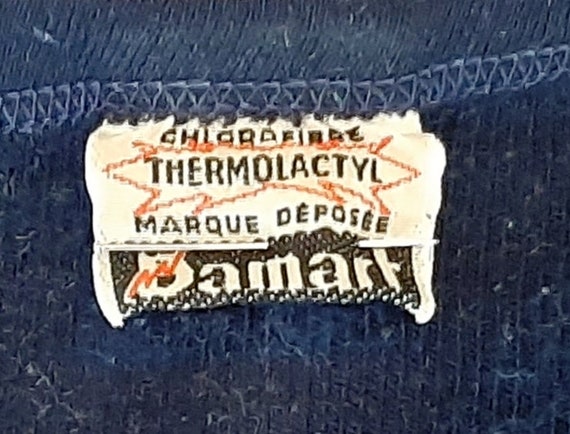 CHLOROFIBRE
THERMOLACTYL
MARQUE DÉPOSÉE
Damart